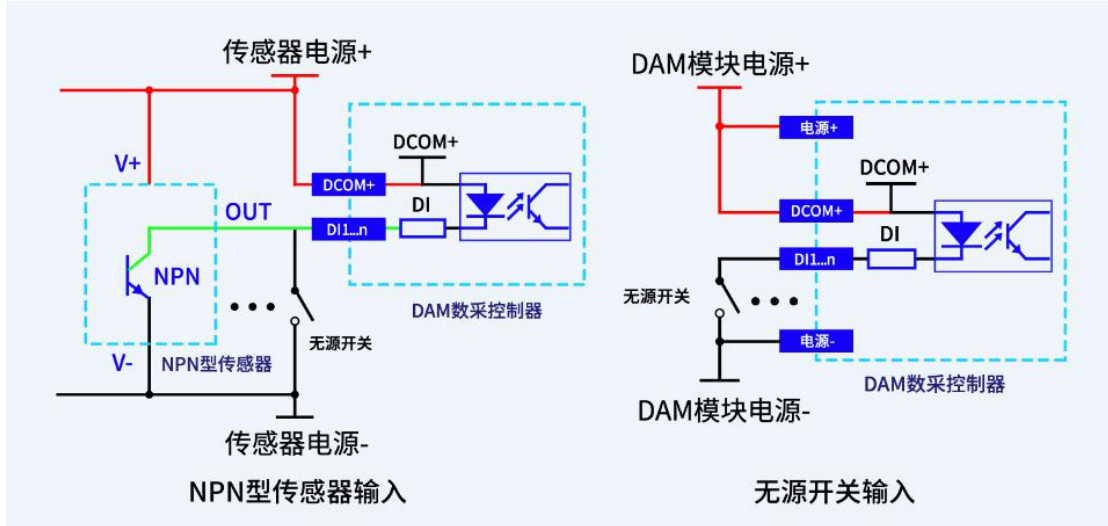 传感器电源+
DCOM+
V+
DCOM+
OUT
DI
DI1...n
NPN
DAM数采控制器
无源开关
V-
NPN型传感器
传感器电源-
NPN型传感器输入
DAM模块电源+
电源+
DCOM+
DCOM+
DI
DI1...n
无源开关
电源-
DAM数采控制器
DAM模块电源-
无源开关输入